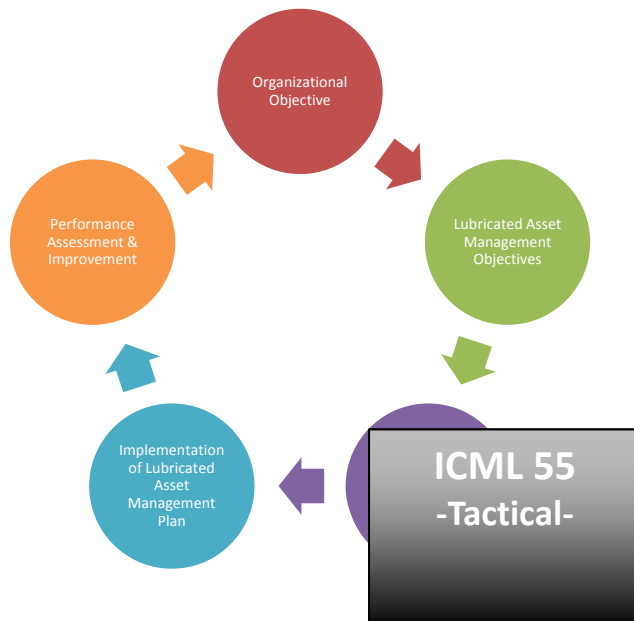 Organizational
Objective
Lubricated Asset
Management
Objectives
ICML 55
-Tactical-
Implementation
of Lubricated
Asset
Management
Plan
Performance
Assessment &
Improvement